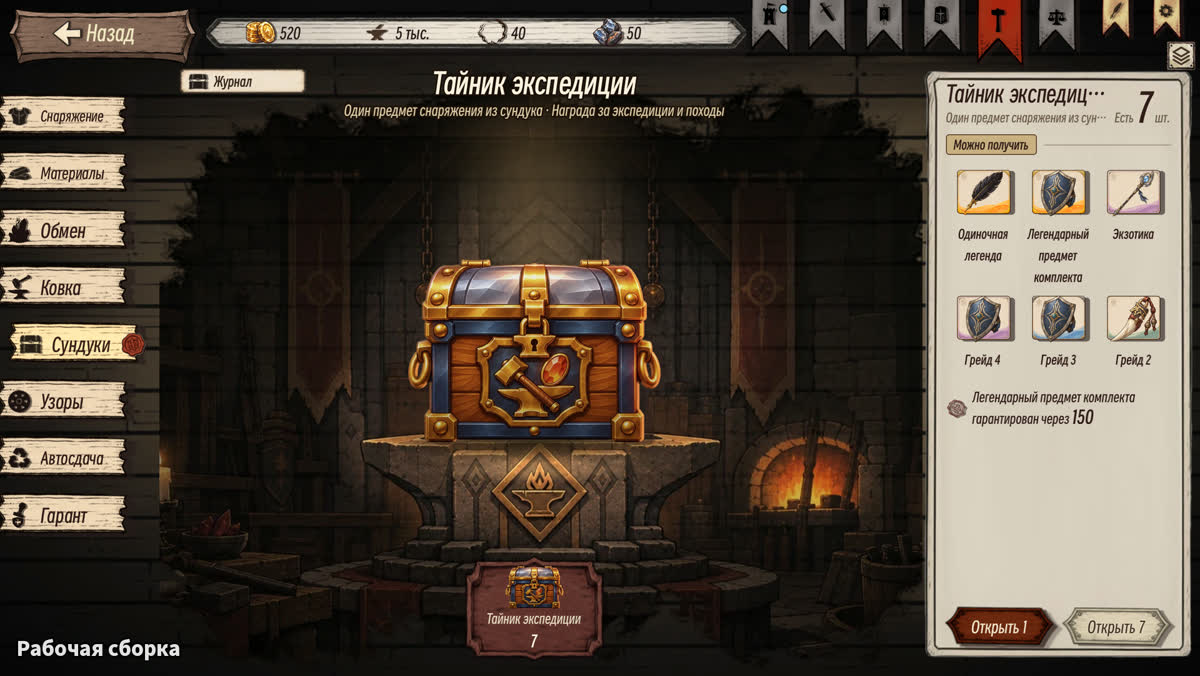 Назад
520
5 тыс.
40
50
Журнал
Тайник экспедиции
Один предмет снаряжения из сундука · Награда за экспедиции и походы
Снаряжение
Материалы
Обмен
Ковка
Сундуки
Узоры
Автосдача
Гарант
Тайник экспедиции
7
Рабочая сборка
Тайник экспедиц···
Один предмет снаряжения из сун···
Есть 7 шт.
Можно получить
Одиночная
легенда
Легендарный
предмет
комплекта
Экзотика
Грейд 4
Грейд 3
Грейд 2
Легендарный предмет комплекта
гарантирован через 150
Открыть 1
Открыть 7